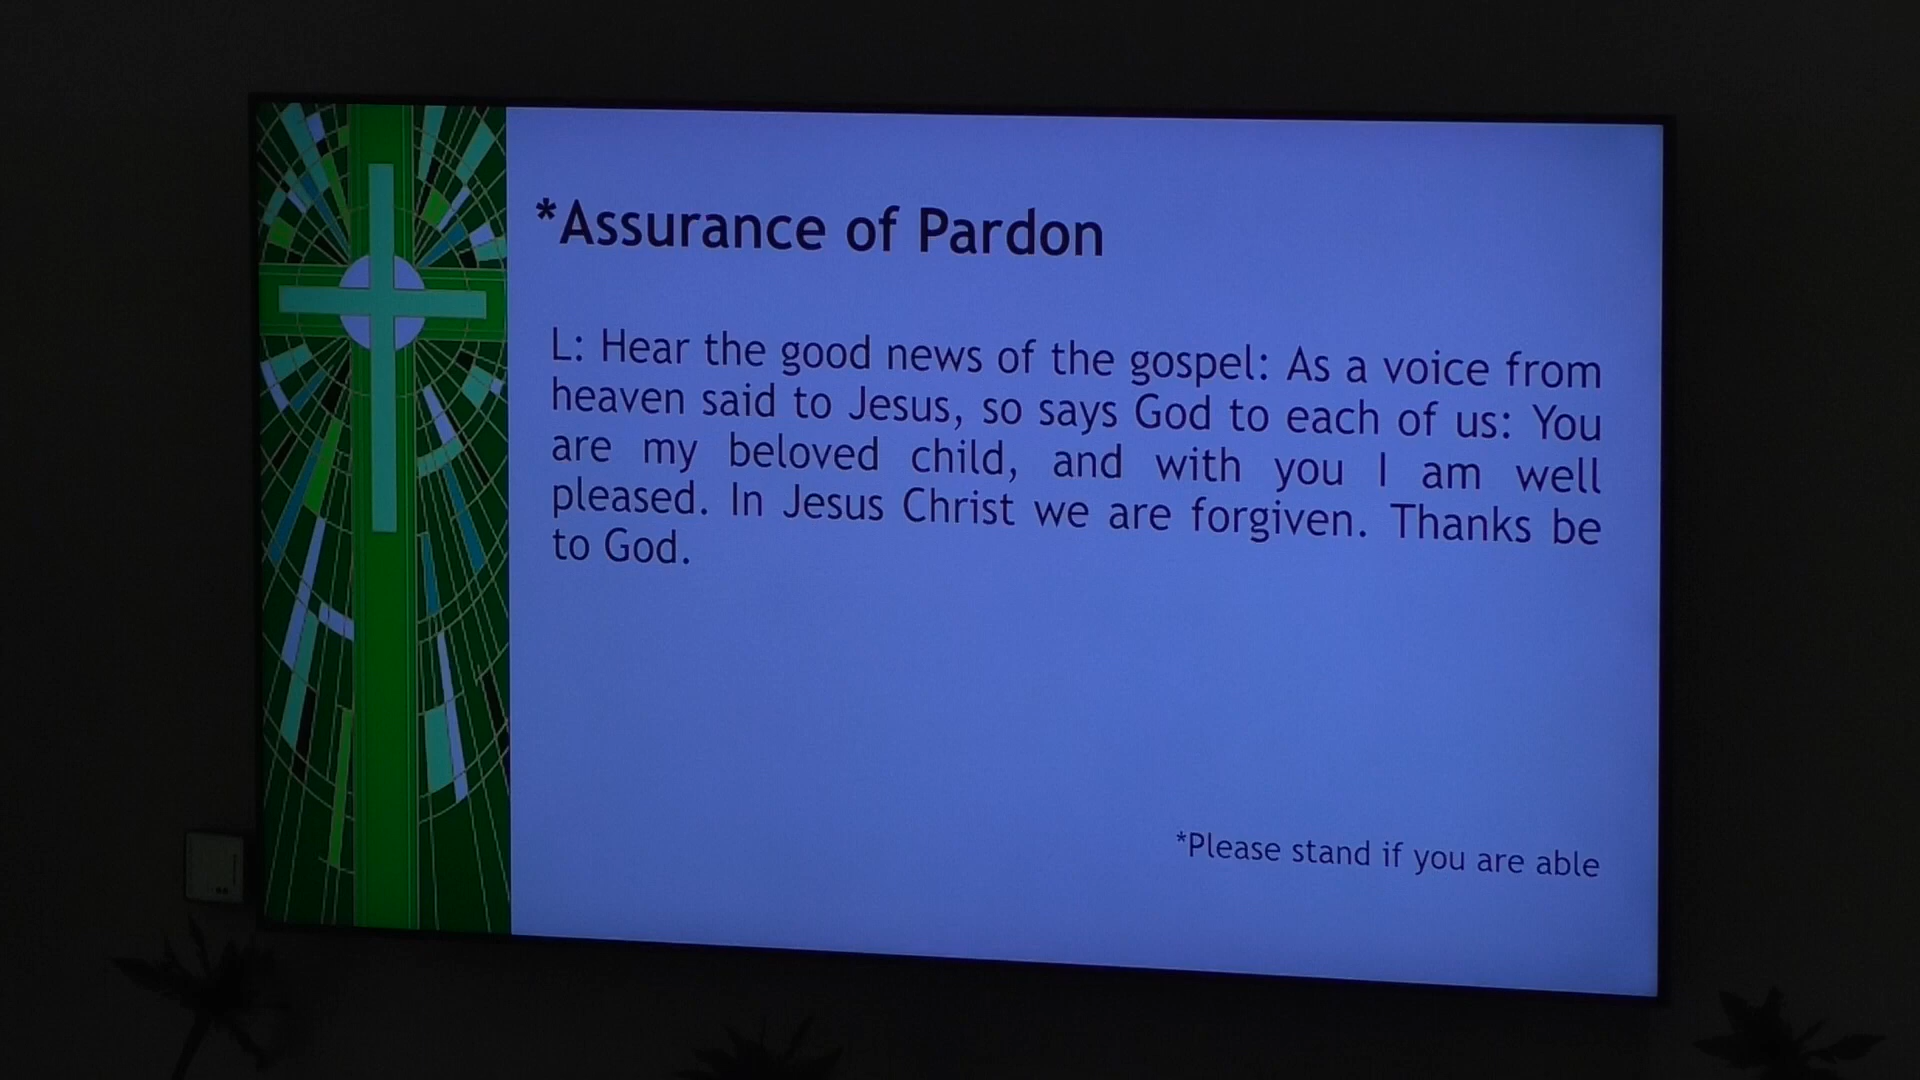 *Assurance of Pardon
L: Hear the good news of the gospel: As a voice from
heaven said to Jesus, so says God to each of us: You
are my beloved child, and with you I am well
pleased. In Jesus Christ we are forgiven. Thanks be
to God.
*Please stand if you are able